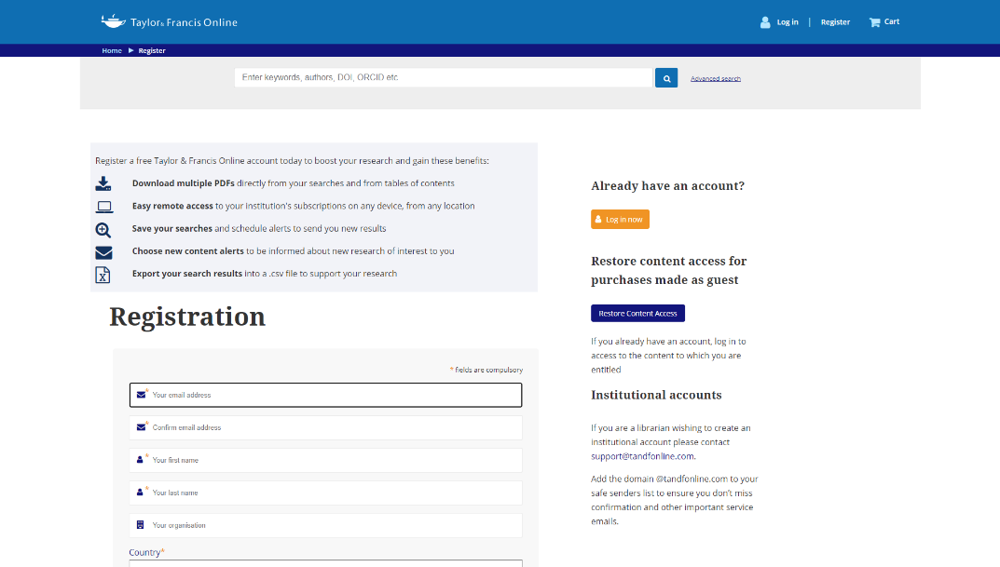 Taylor & Francis Online
Log in | Register Cart
Home Register
Enter keywords, authors, DOI, ORCID etc
Advanced search
Register a free Taylor & Francis Online account today to boost your research and gain these benefits:
Download multiple PDFs directly from your searches and from tables of contents
Easy remote access to your institution's subscriptions on any device, from any location
Save your searches and schedule alerts to send you new results
Choose new content alerts to be informed about new research of interest to you
Export your search results into a .csv file to support your research
Registration
* fields are compulsory
* Your email address
* Confirm email address
* Your first name
* Your last name
Your organisation
Country*
Already have an account?
Log in now
Restore content access for
purchases made as guest
Restore Content Access
If you already have an account, log in to
access to the content to which you are
entitled
Institutional accounts
If you are a librarian wishing to create an
institutional account please contact
support@tandfonline.com.
Add the domain @tandfonline.com to your
safe senders list to ensure you don't miss
confirmation and other important service
emails.